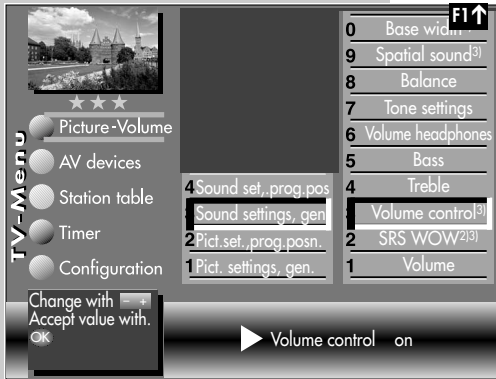 F1↑
0 Base width
9 Spatial sound3)
8 Balance
7 Tone settings
6 Volume headphones
5 Bass
4 Treble
3 Volume control3)
2 SRS WOW2)3)
1 Volume
TV-Menu
Picture-Volume
AV devices
Station table
Timer
Configuration
4 Sound set,.prog.pos
Sound settings, gen
2 Pict.set.,prog.posn.
1 Pict. settings, gen.
Change with - +
Accept value with.
OK
Volume control on